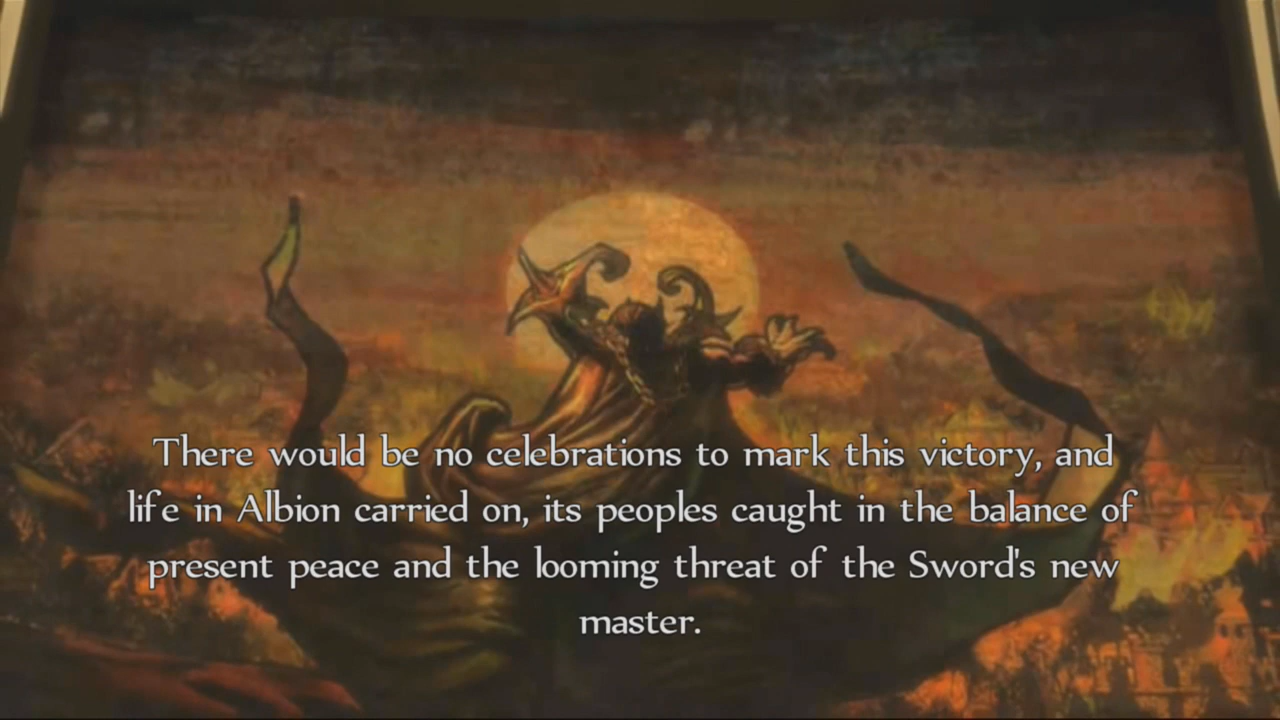 There would be no celebrations to mark this victory, and
life in Albion carried on, its peoples caught in the balance of
present peace and the looming threat of the Sword's new
master.